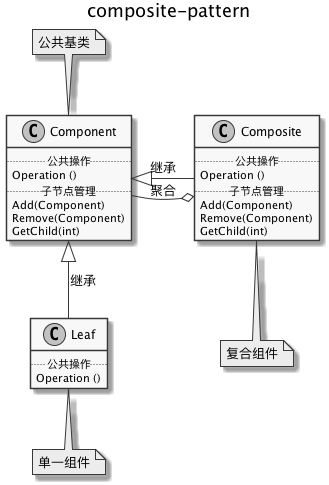 composite-pattern
公共基类
C Component
公共操作
Operation ()
子节点管理
Add(Component)
Remove(Component)
GetChild(int)
继承
聚合
C Composite
公共操作
Operation ()
子节点管理
Add(Component)
Remove(Component)
GetChild(int)
继承
C Leaf
公共操作
Operation ()
复合组件
单一组件